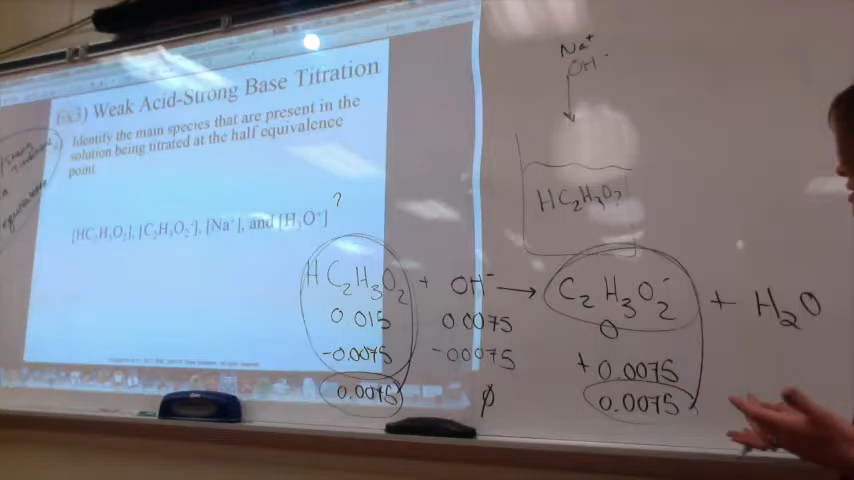 Ex3) Weak Acid-Strong Base Titration
Identify the main species that are present in the
solution being titrated at the half equivalence
point
[HC₂H₃O₂], [C₂H₃O₂⁻], [Na⁺], and [H₃O⁺]
?
Na⁺
OH⁻
HC₂H₃O₂
HC₂H₃O₂ + OH⁻ → C₂H₃O₂⁻ + H₂O
0.015 0.0075 0
-0.0075 -0.0075 +0.0075
0.0075 ∅ 0.0075